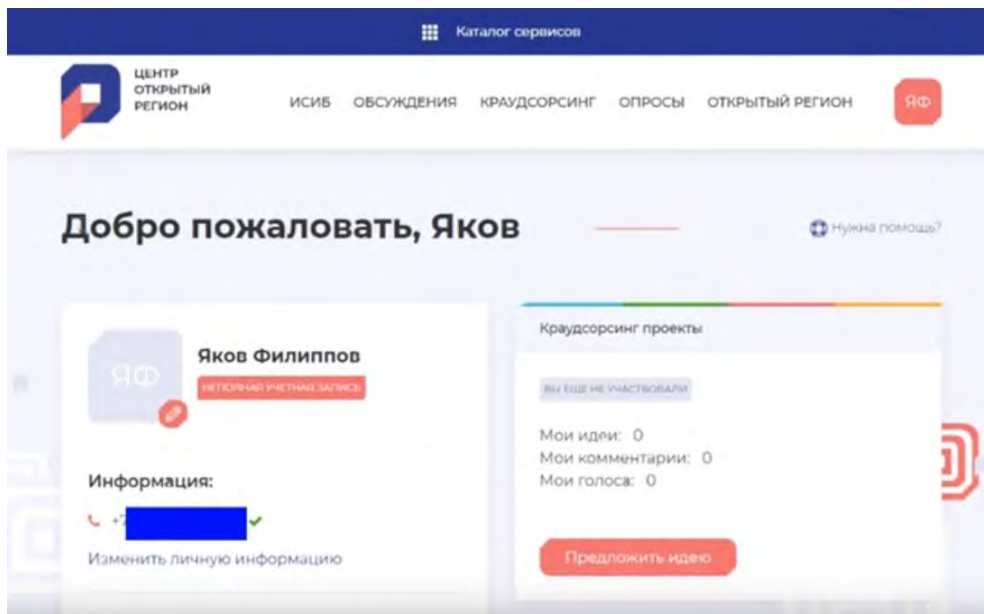 Каталог сервисов
ЦЕНТР
ОТКРЫТЫЙ
РЕГИОН
ИСИБ ОБСУЖДЕНИЯ КРАУДСОРСИНГ ОПРОСЫ ОТКРЫТЫЙ РЕГИОН ЯФ
Добро пожаловать, Яков
Нужна помощь?
ЯФ
Яков Филиппов
НЕПОЛНАЯ УЧЕТНАЯ ЗАПИСЬ
Информация:
+7
Изменить личную информацию
Краудсорсинг проекты
ВЫ ЕЩЕ НЕ УЧАСТВОВАЛИ
Мои идеи: 0
Мои комментарии: 0
Мои голоса: 0
Предложить идею